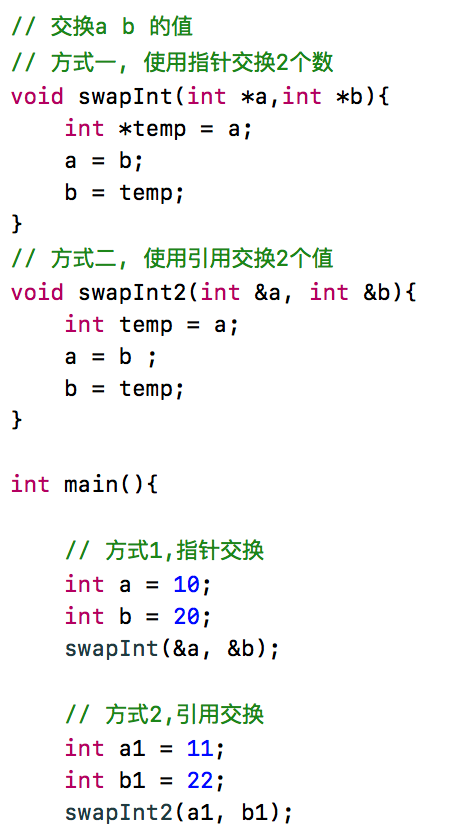 // 交换a b 的值
// 方式一, 使用指针交换2个数
void swapInt(int *a,int *b){
    int *temp = a;
    a = b;
    b = temp;
}
// 方式二, 使用引用交换2个值
void swapInt2(int &a, int &b){
    int temp = a;
    a = b ;
    b = temp;
}

int main(){

    // 方式1,指针交换
    int a = 10;
    int b = 20;
    swapInt(&a, &b);

    // 方式2,引用交换
    int a1 = 11;
    int b1 = 22;
    swapInt2(a1, b1);